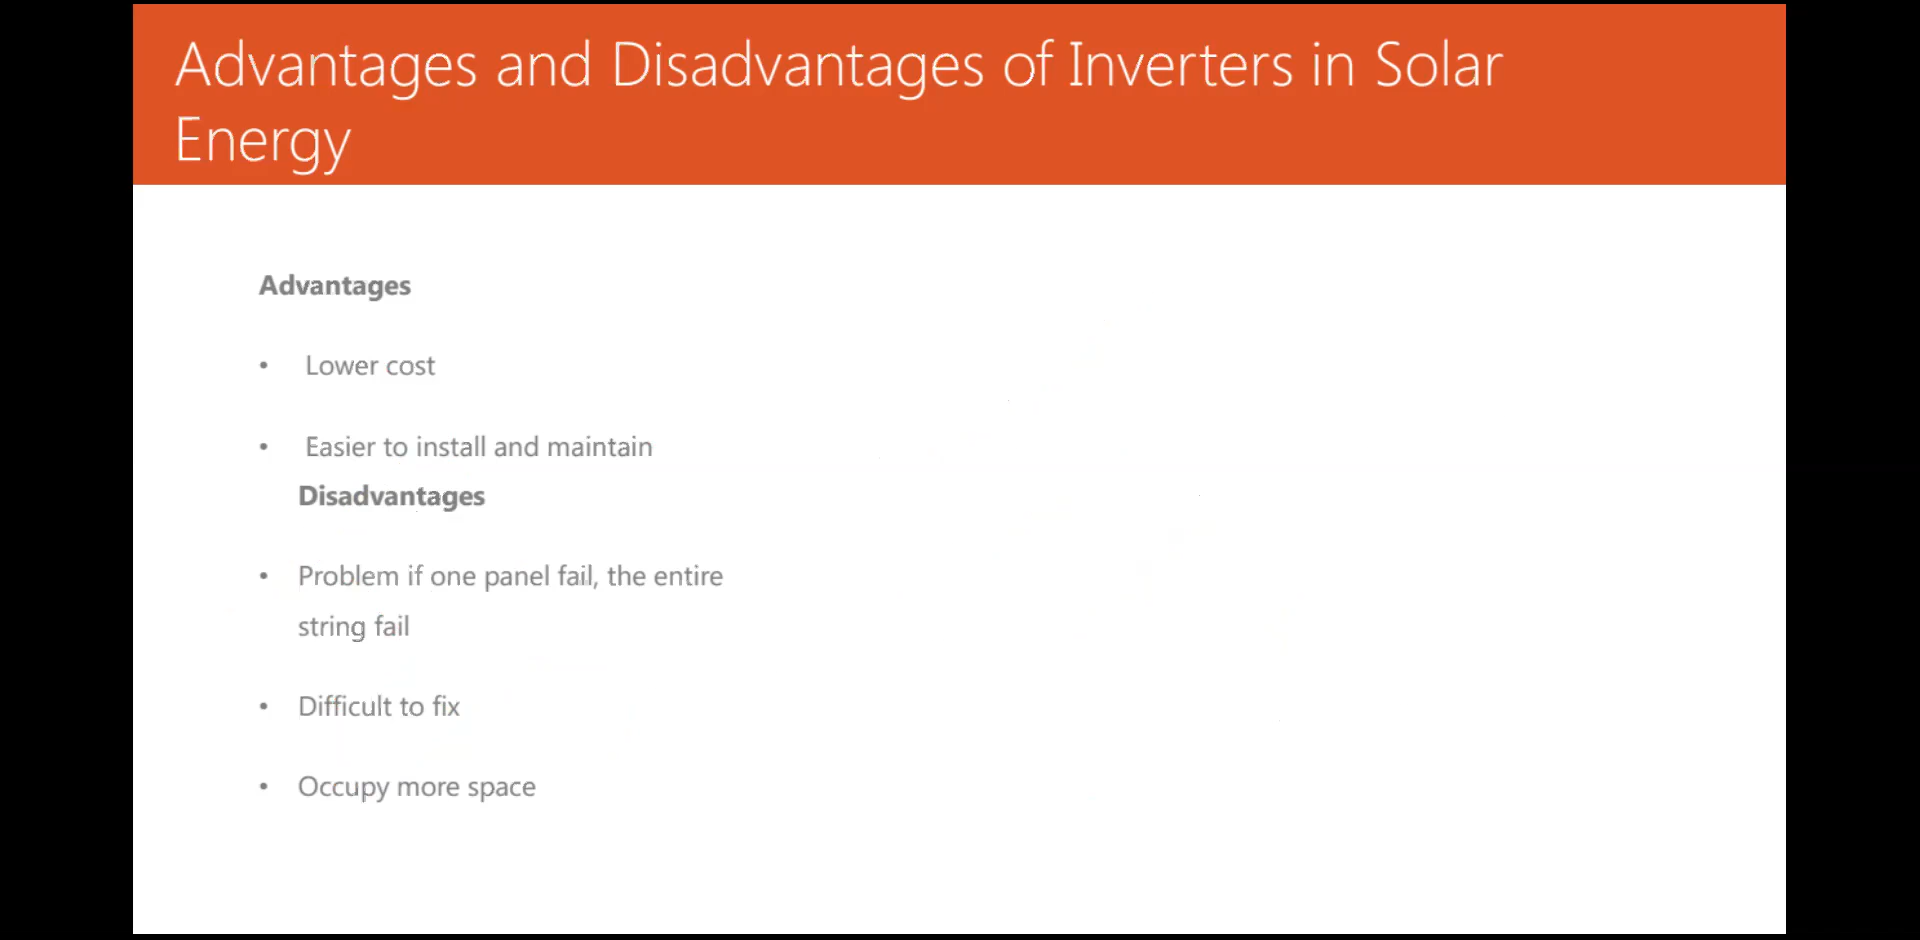 Advantages and Disadvantages of Inverters in Solar
Energy
Advantages
• Lower cost
• Easier to install and maintain
Disadvantages
• Problem if one panel fail, the entire
string fail
• Difficult to fix
• Occupy more space